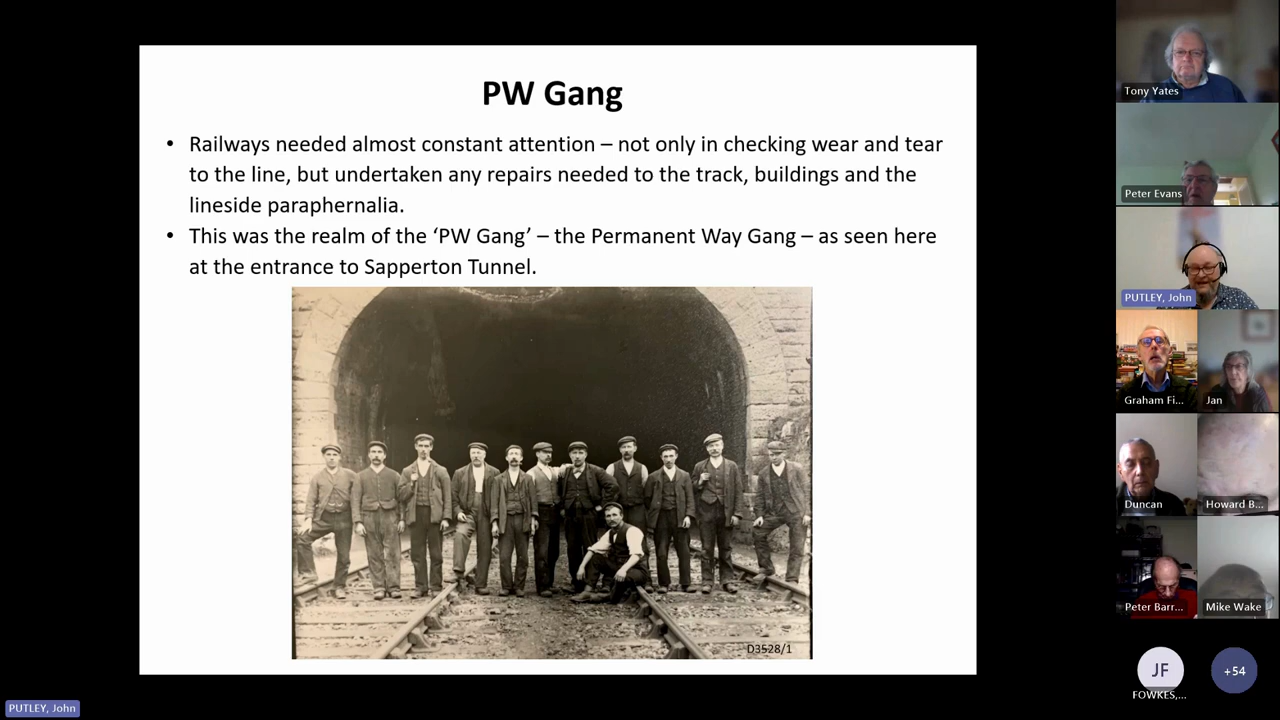 PW Gang
• Railways needed almost constant attention – not only in checking wear and tear
to the line, but undertaken any repairs needed to the track, buildings and the
lineside paraphernalia.
• This was the realm of the ‘PW Gang’ – the Permanent Way Gang – as seen here
at the entrance to Sapperton Tunnel.
D3528/1
Tony Yates
Peter Evans
PUTLEY, John
Graham Fi...
Jan
Duncan
Howard B...
Peter Barr...
Mike Wake
JF
+54
FOWKES,...
PUTLEY, John